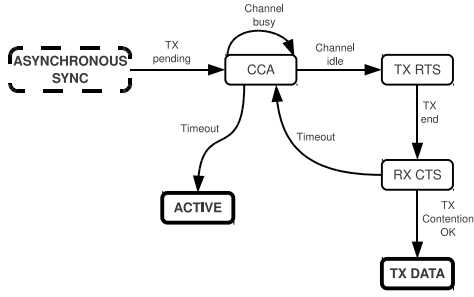 Channel
busy
ASYNCHRONOUS
SYNC
TX
pending
CCA
Channel
idle
TX RTS
TX
end
Timeout
Timeout
RX CTS
ACTIVE
TX
Contention
OK
TX DATA